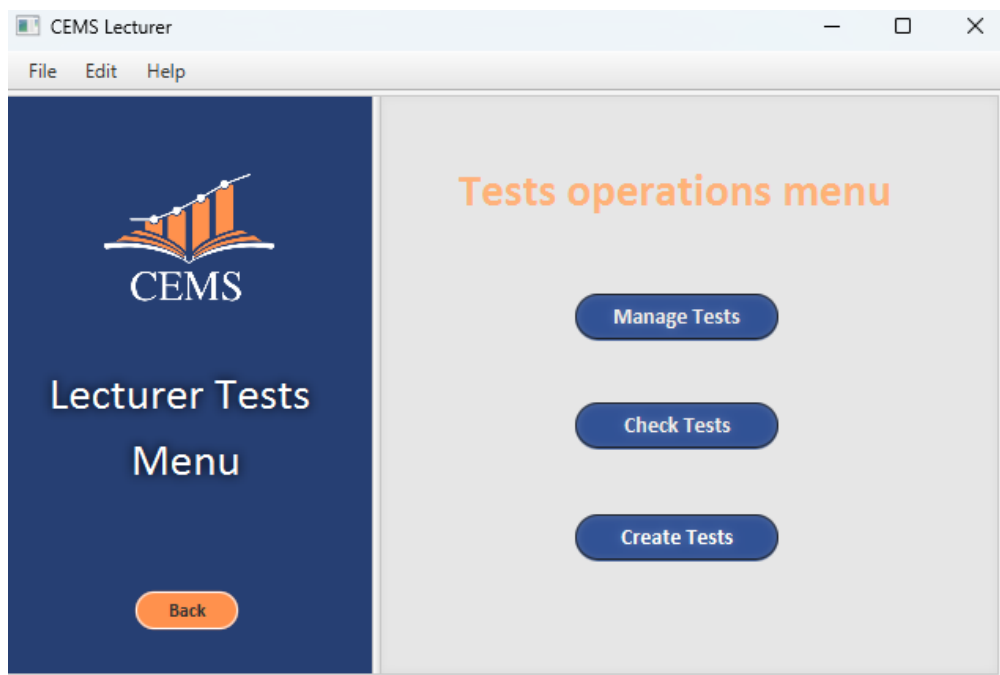 CEMS Lecturer
File Edit Help
CEMS
Lecturer Tests
Menu
Back
Tests operations menu
Manage Tests
Check Tests
Create Tests